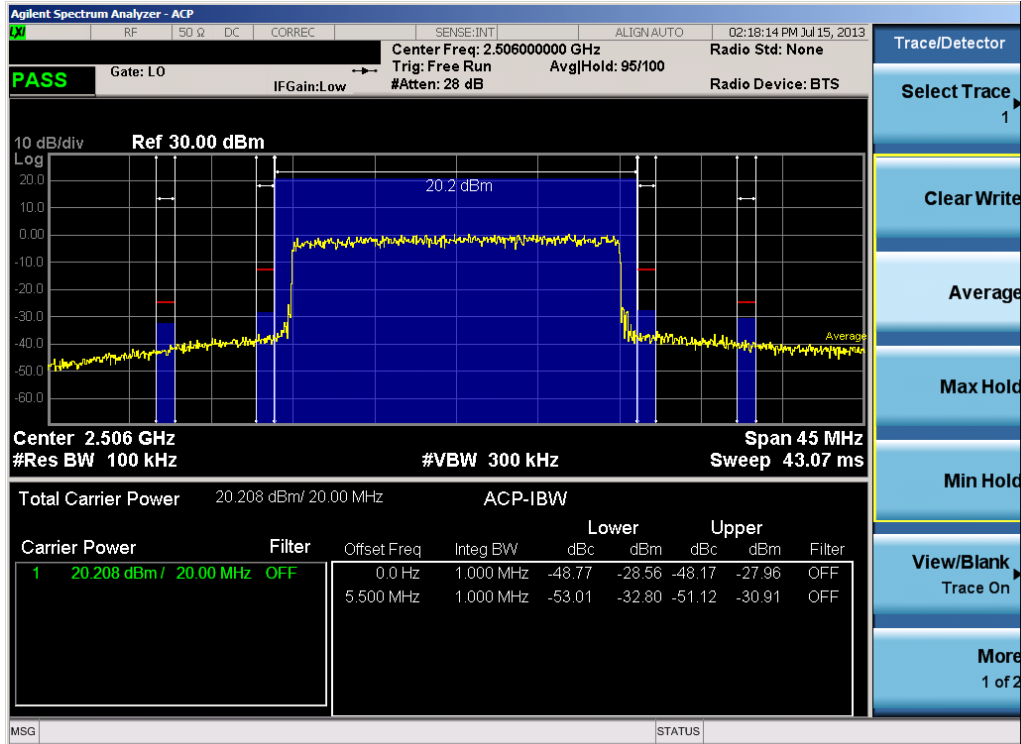 Agilent Spectrum Analyzer - ACP
LXI RF 50 Ω DC CORREC SENSE:INT ALIGN AUTO 02:18:14 PM Jul 15, 2013
Center Freq: 2.506000000 GHz Radio Std: None
Trig: Free Run Avg|Hold: 95/100
PASS Gate: LO IFGain:Low #Atten: 28 dB Radio Device: BTS
10 dB/div Ref 30.00 dBm
Log
20.0
10.0
0.00
-10.0
-20.0
-30.0
-40.0
-50.0
-60.0
20.2 dBm
Average
Center 2.506 GHz Span 45 MHz
#Res BW 100 kHz #VBW 300 kHz Sweep 43.07 ms
Total Carrier Power 20.208 dBm/ 20.00 MHz ACP-IBW
Lower Upper
Carrier Power Filter Offset Freq Integ BW dBc dBm dBc dBm Filter
1 20.208 dBm / 20.00 MHz OFF 0.0 Hz 1.000 MHz -48.77 -28.56 -48.17 -27.96 OFF
5.500 MHz 1.000 MHz -53.01 -32.80 -51.12 -30.91 OFF
MSG STATUS
Trace/Detector
Select Trace
1
Clear Write
Average
Max Hold
Min Hold
View/Blank
Trace On
More
1 of 2